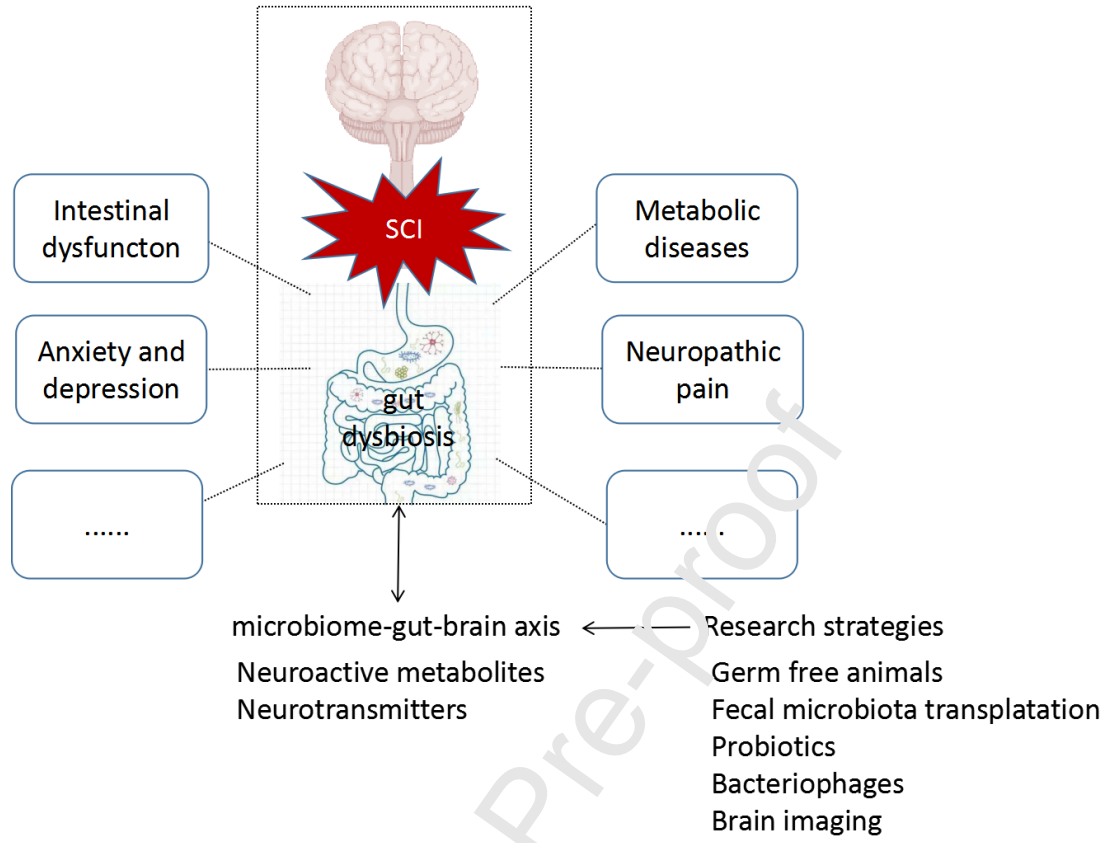 SCI
Intestinal
dysfuncton
Metabolic
diseases
Anxiety and
depression
gut
dysbiosis
Neuropathic
pain
......
......
microbiome-gut-brain axis
Research strategies
Neuroactive metabolites
Neurotransmitters
Germ free animals
Fecal microbiota transplatation
Probiotics
Bacteriophages
Brain imaging
Pre-proof